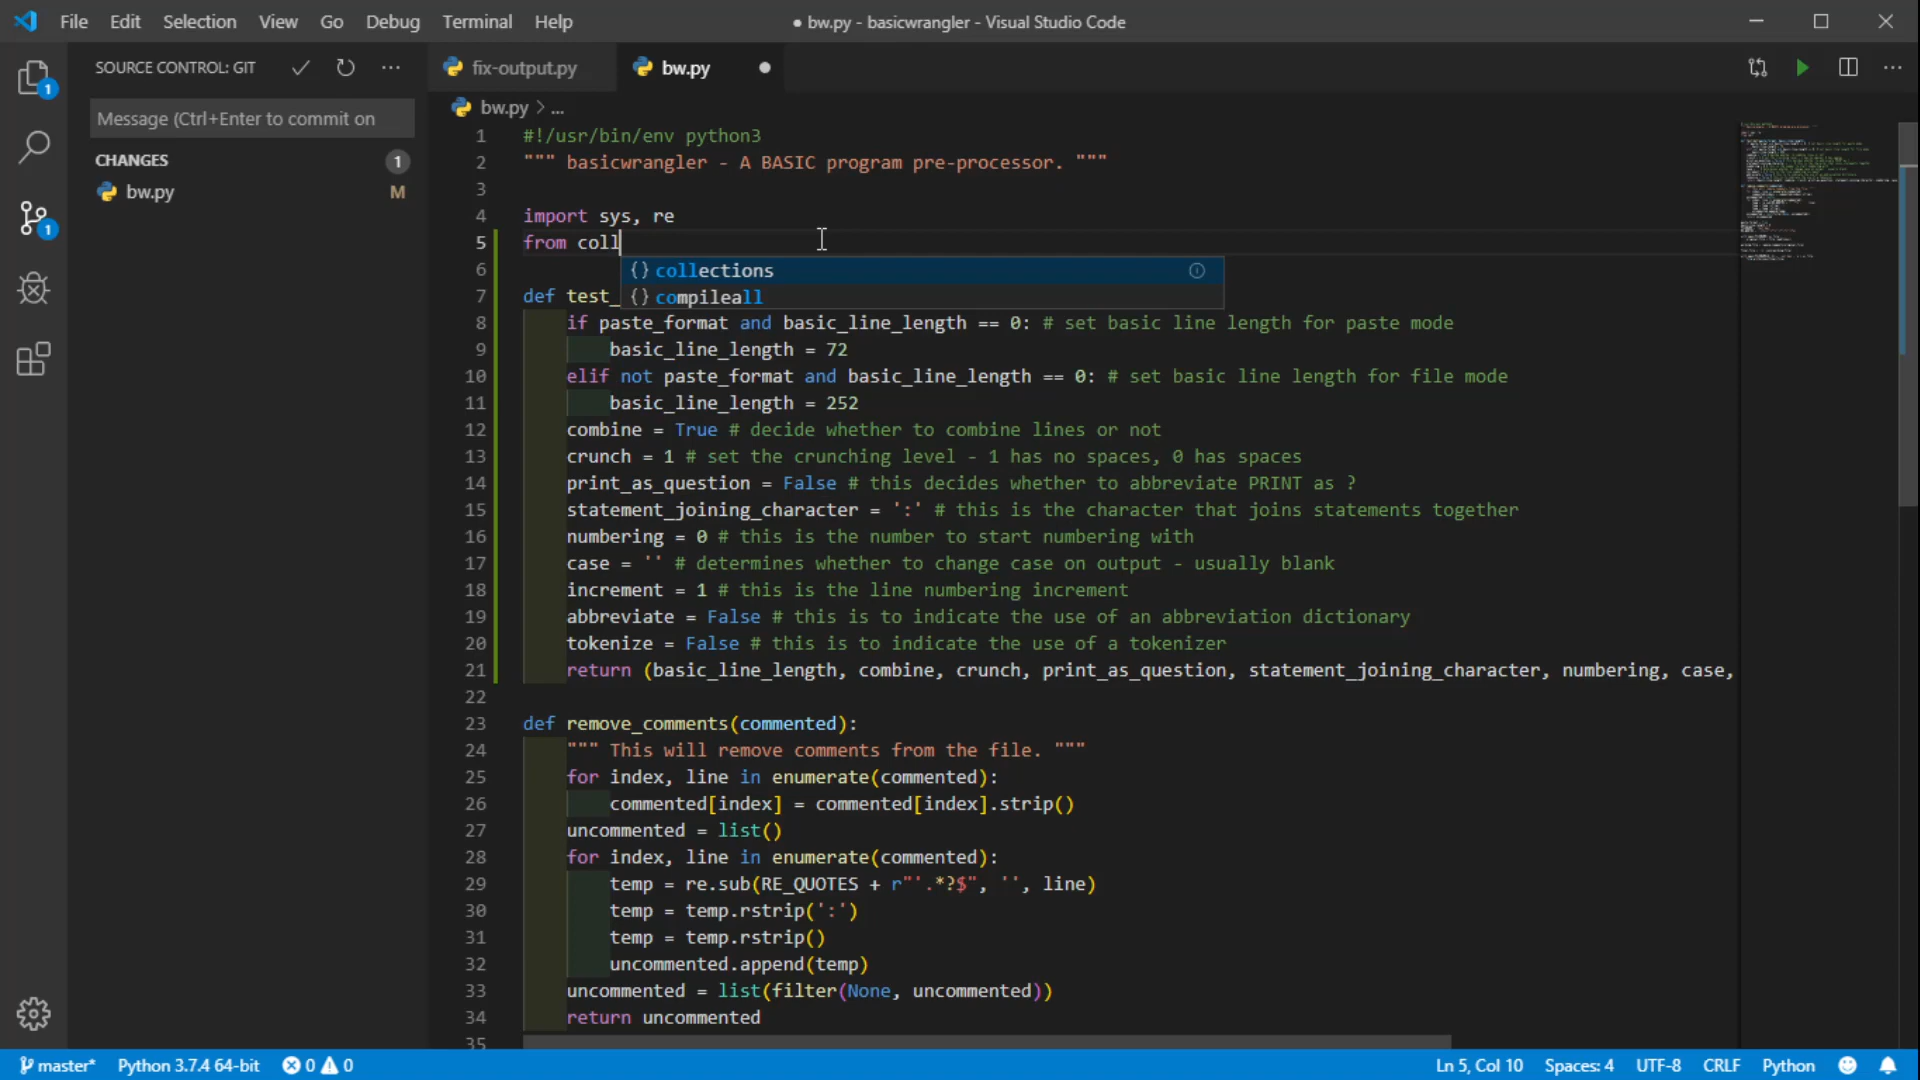 File Edit Selection View Go Debug Terminal Help
● bw.py - basicwrangler - Visual Studio Code
SOURCE CONTROL: GIT
Message (Ctrl+Enter to commit on
CHANGES 1
bw.py M
1
1
fix-output.py bw.py ●
bw.py > ...
1 #!/usr/bin/env python3
2 """ basicwrangler - A BASIC program pre-processor. """
3
4 import sys, re
5 from coll
{} collections
{} compileall
6
7 def test_
8 if paste_format and basic_line_length == 0: # set basic line length for paste mode
9 basic_line_length = 72
10 elif not paste_format and basic_line_length == 0: # set basic line length for file mode
11 basic_line_length = 252
12 combine = True # decide whether to combine lines or not
13 crunch = 1 # set the crunching level - 1 has no spaces, 0 has spaces
14 print_as_question = False # this decides whether to abbreviate PRINT as ?
15 statement_joining_character = ':' # this is the character that joins statements together
16 numbering = 0 # this is the number to start numbering with
17 case = '' # determines whether to change case on output - usually blank
18 increment = 1 # this is the line numbering increment
19 abbreviate = False # this is to indicate the use of an abbreviation dictionary
20 tokenize = False # this is to indicate the use of a tokenizer
21 return (basic_line_length, combine, crunch, print_as_question, statement_joining_character, numbering, case,
22
23 def remove_comments(commented):
24 """ This will remove comments from the file. """
25 for index, line in enumerate(commented):
26 commented[index] = commented[index].strip()
27 uncommented = list()
28 for index, line in enumerate(commented):
29 temp = re.sub(RE_QUOTES + r"'.*?$", '', line)
30 temp = temp.rstrip(':')
31 temp = temp.rstrip()
32 uncommented.append(temp)
33 uncommented = list(filter(None, uncommented))
34 return uncommented
35
master* Python 3.7.4 64-bit 0 0 Ln 5, Col 10 Spaces: 4 UTF-8 CRLF Python